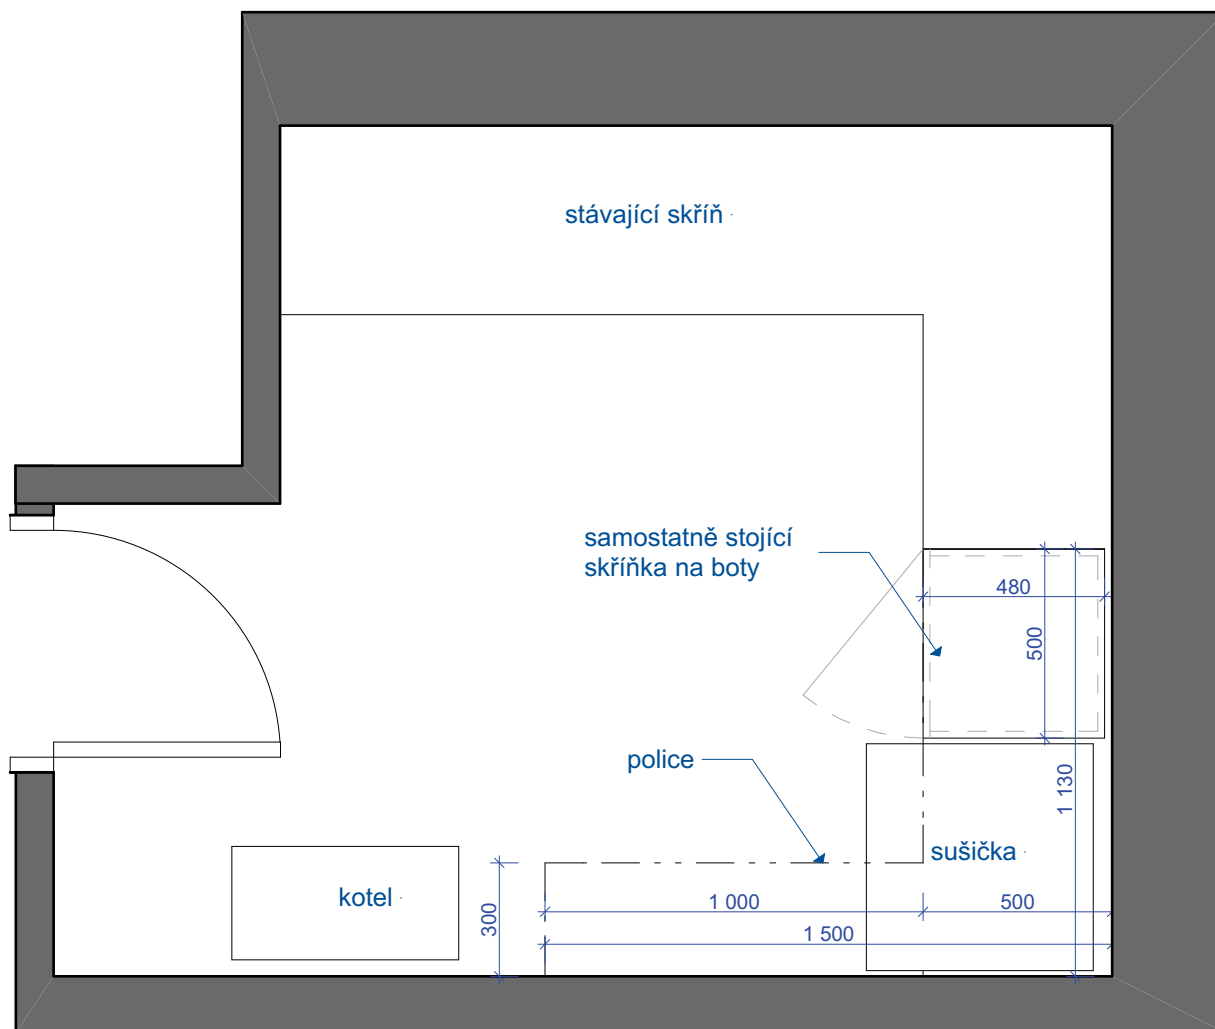 stávající skříň
samostatně stojící
skříňka na boty
480
500
police
1 130
sušička
kotel
300
1 000
500
1 500